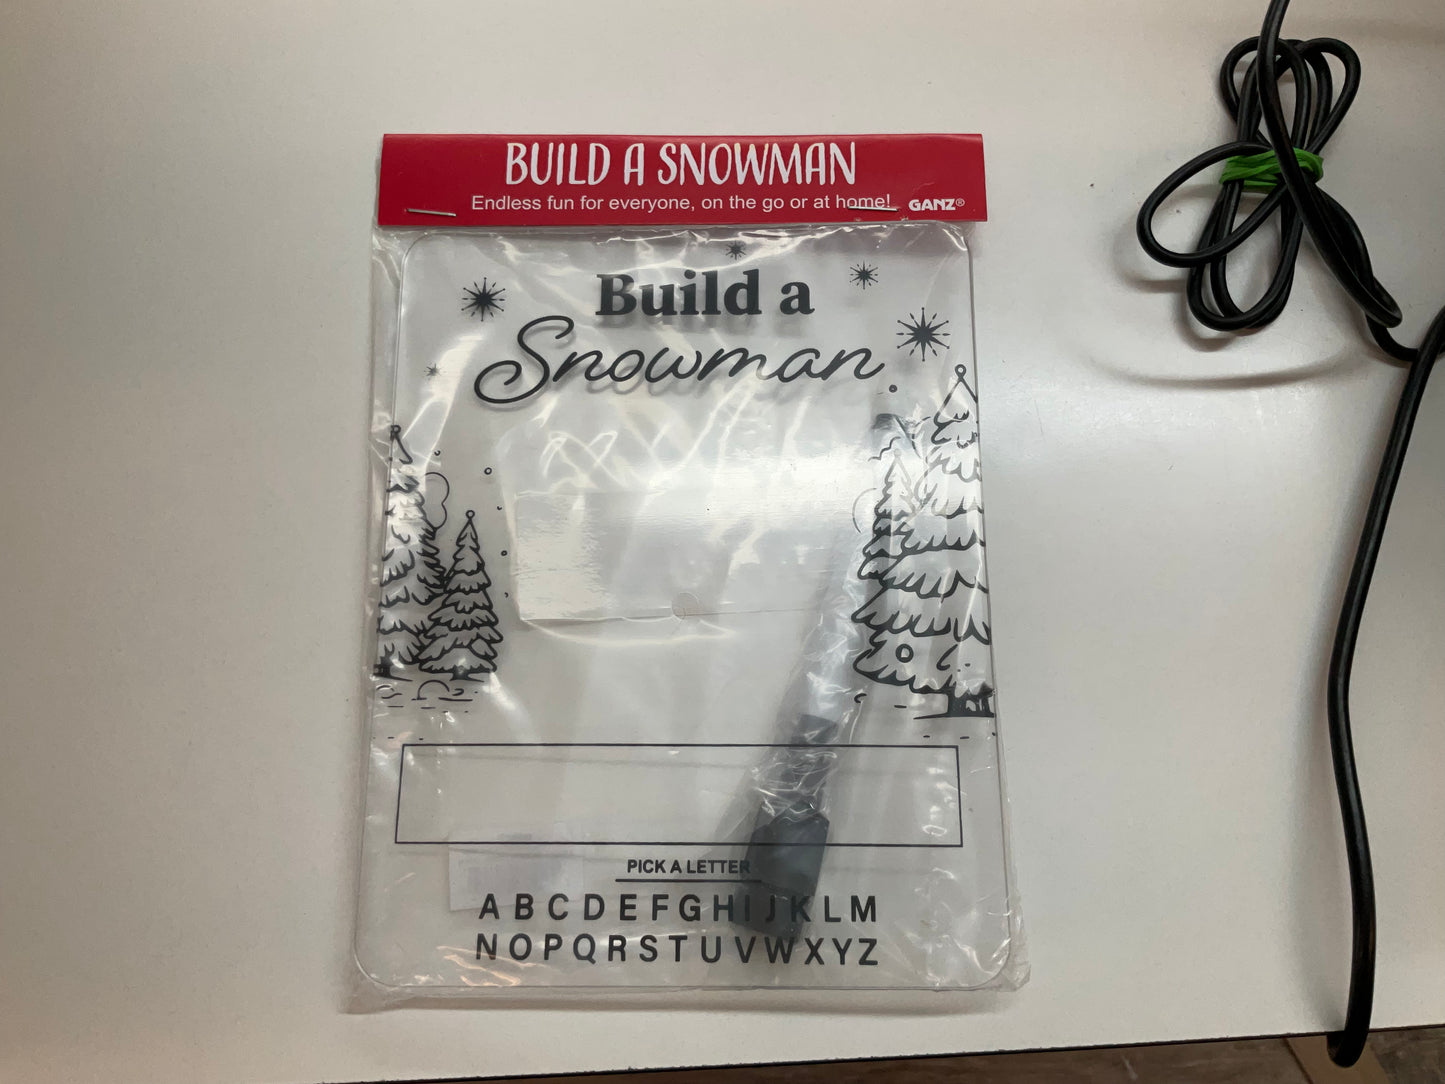 BUILD A SNOWMAN
Endless fun for everyone, on the go or at home! GANZ®
Build a
Snowman
PICK A LETTER
A B C D E F G H I J K L M
N O P Q R S T U V W X Y Z